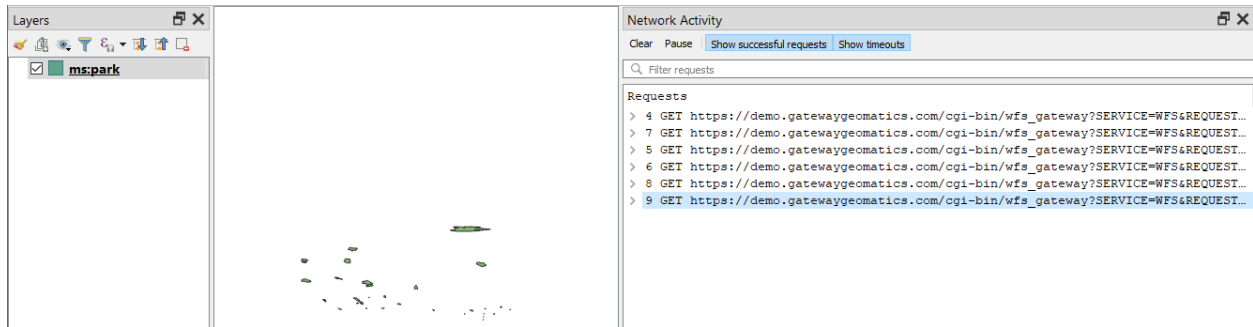 Layers
ms:park
Network Activity
Clear Pause Show successful requests Show timeouts
Filter requests
Requests
4 GET https://demo.gatewaygeomatics.com/cgi-bin/wfs_gateway?SERVICE=WFS&REQUEST…
7 GET https://demo.gatewaygeomatics.com/cgi-bin/wfs_gateway?SERVICE=WFS&REQUEST…
5 GET https://demo.gatewaygeomatics.com/cgi-bin/wfs_gateway?SERVICE=WFS&REQUEST…
6 GET https://demo.gatewaygeomatics.com/cgi-bin/wfs_gateway?SERVICE=WFS&REQUEST…
8 GET https://demo.gatewaygeomatics.com/cgi-bin/wfs_gateway?SERVICE=WFS&REQUEST…
9 GET https://demo.gatewaygeomatics.com/cgi-bin/wfs_gateway?SERVICE=WFS&REQUEST…